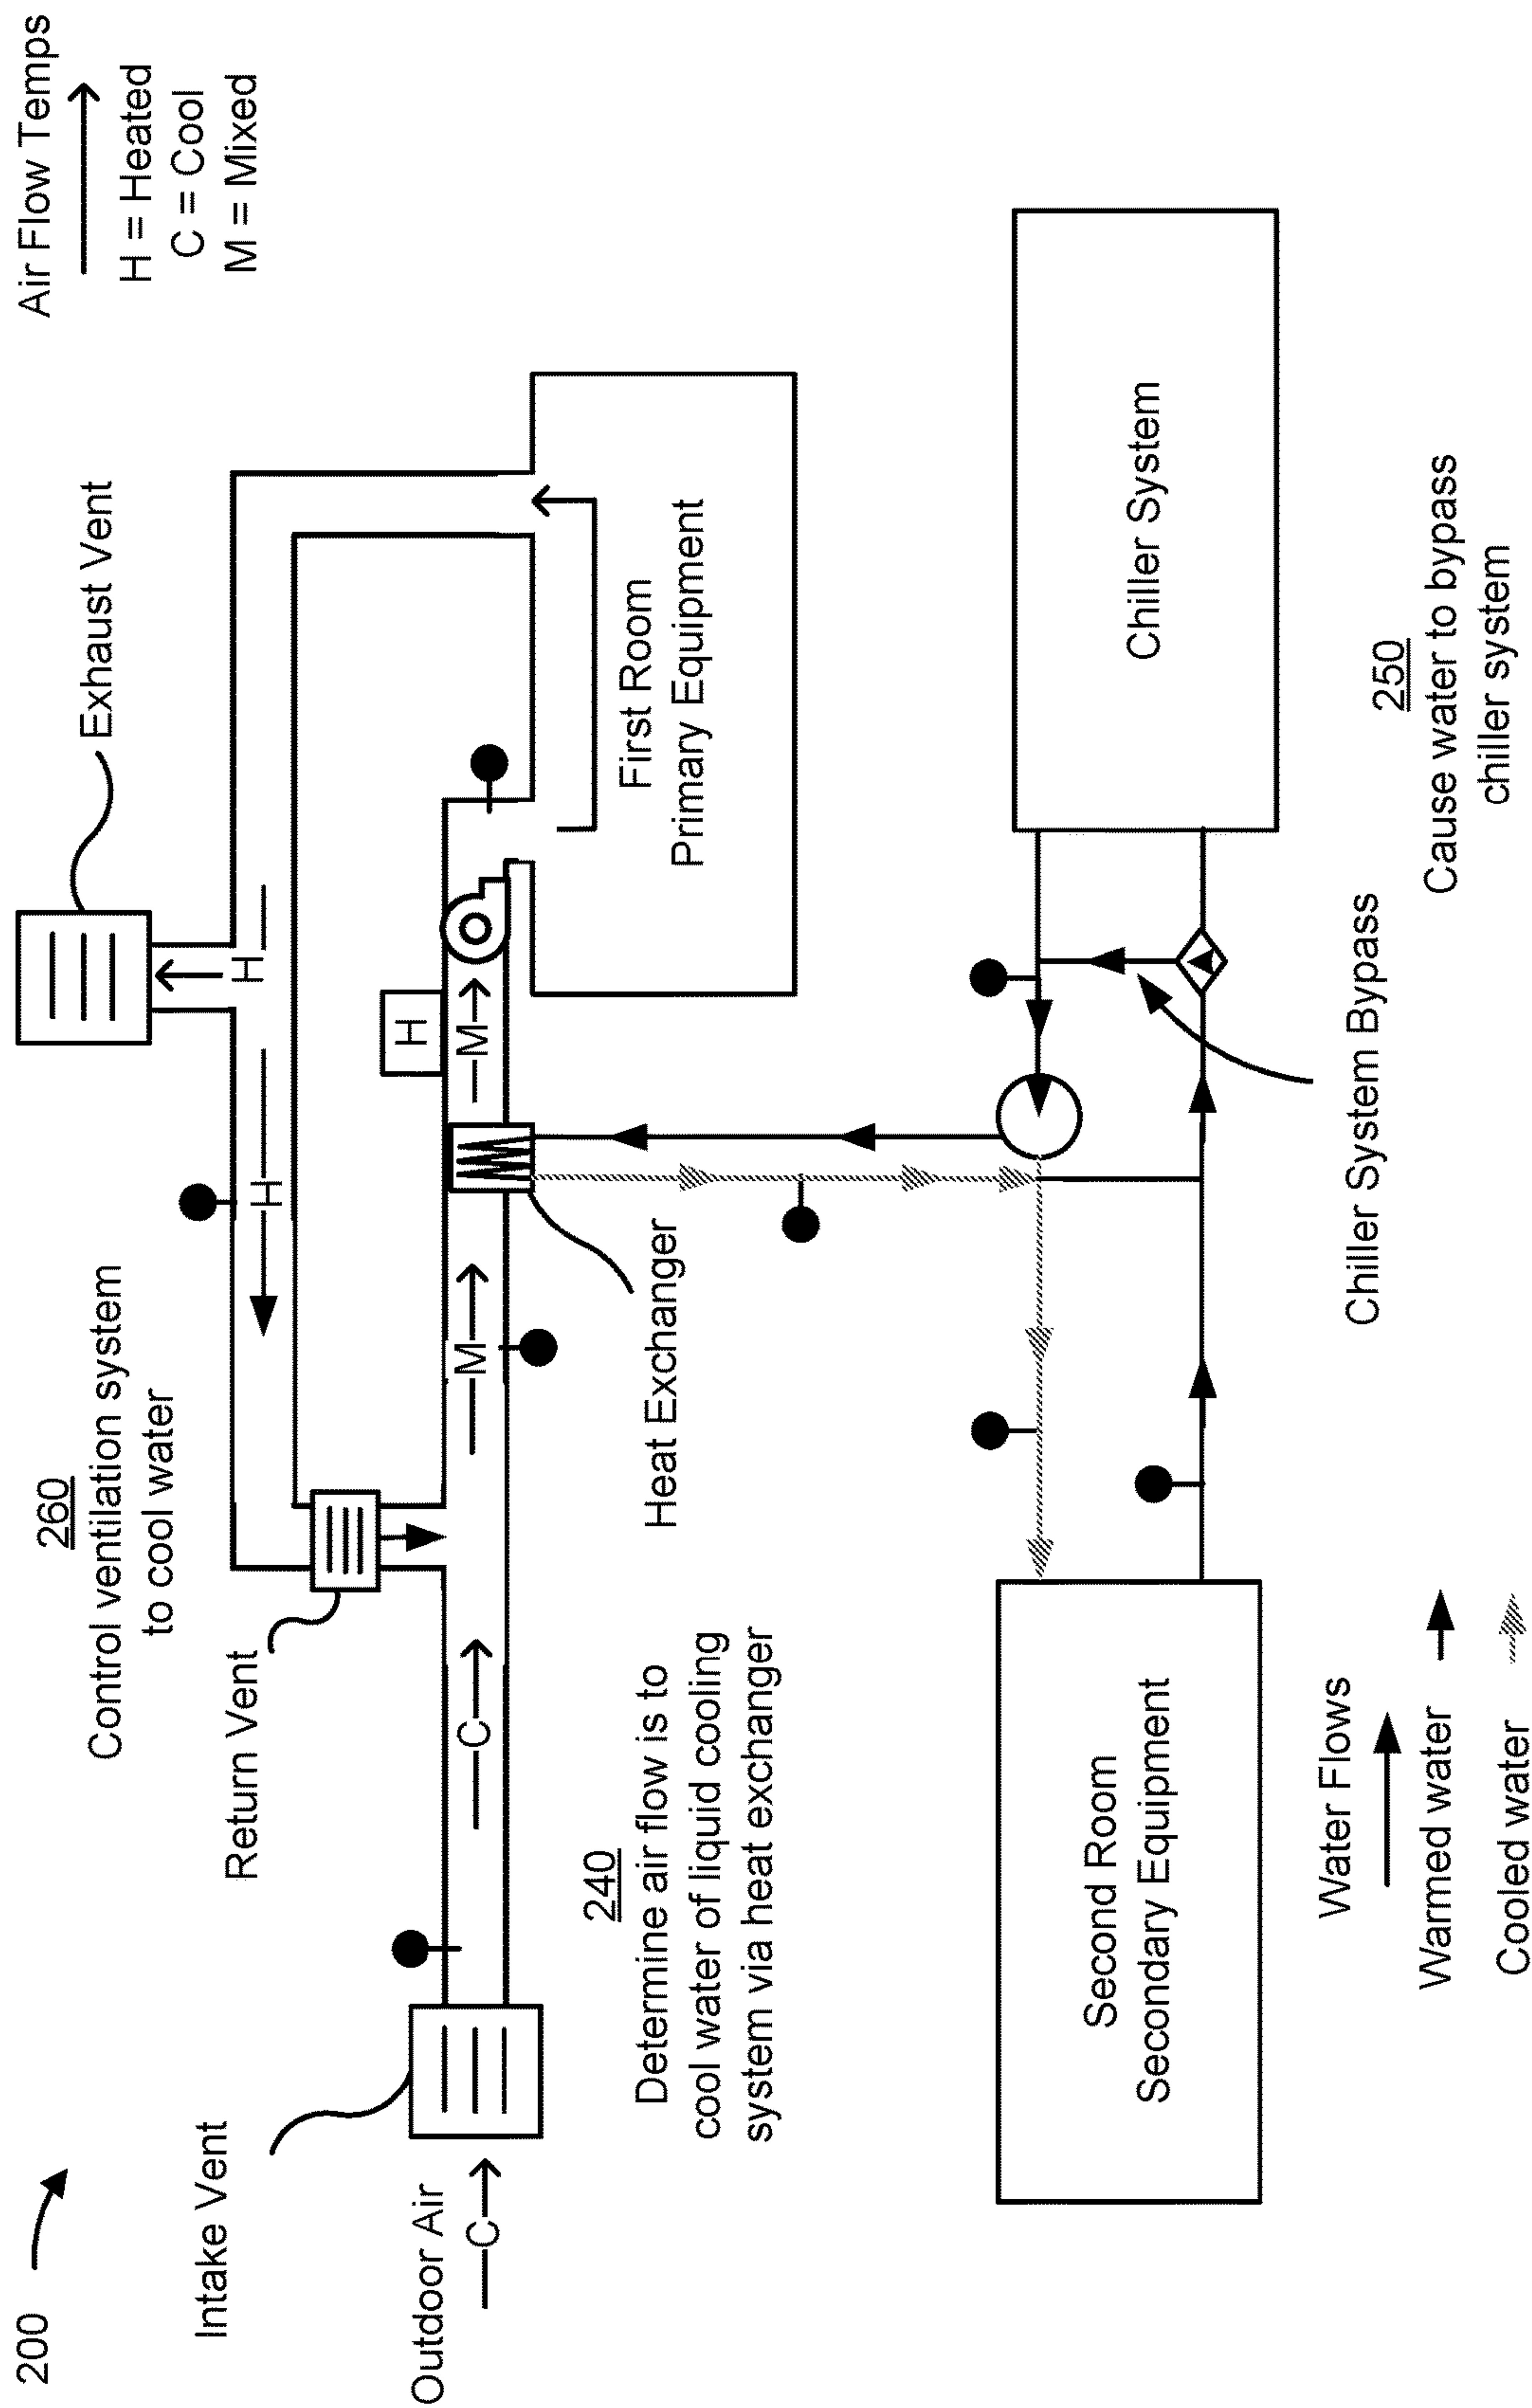 200
Air Flow Temps
H = Heated
C = Cool
M = Mixed
Exhaust Vent
260
Control ventilation system
to cool water
Return Vent
Intake Vent
H
H
H
Outdoor Air
C
C
M
M
Heat Exchanger
First Room
Primary Equipment
240
Determine air flow is to
cool water of liquid cooling
system via heat exchanger
Second Room
Secondary Equipment
Chiller System
Chiller System Bypass
250
Cause water to bypass
chiller system
Water Flows
Warmed water
Cooled water